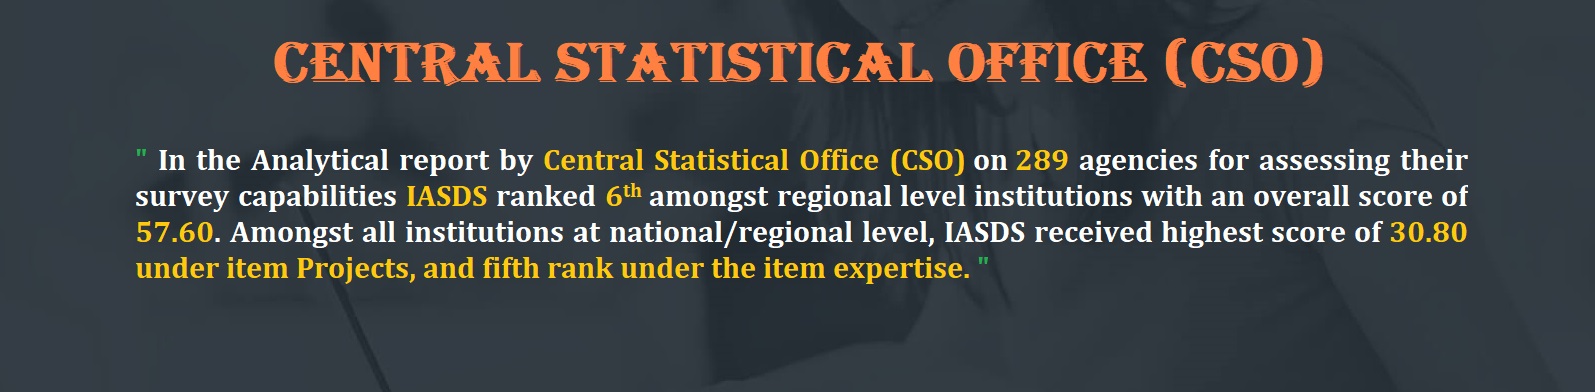 CENTRAL STATISTICAL OFFICE (CSO)
" In the Analytical report by Central Statistical Office (CSO) on 289 agencies for assessing their
survey capabilities IASDS ranked 6th amongst regional level institutions with an overall score of
57.60. Amongst all institutions at national/regional level, IASDS received highest score of 30.80
under item Projects, and fifth rank under the item expertise. "